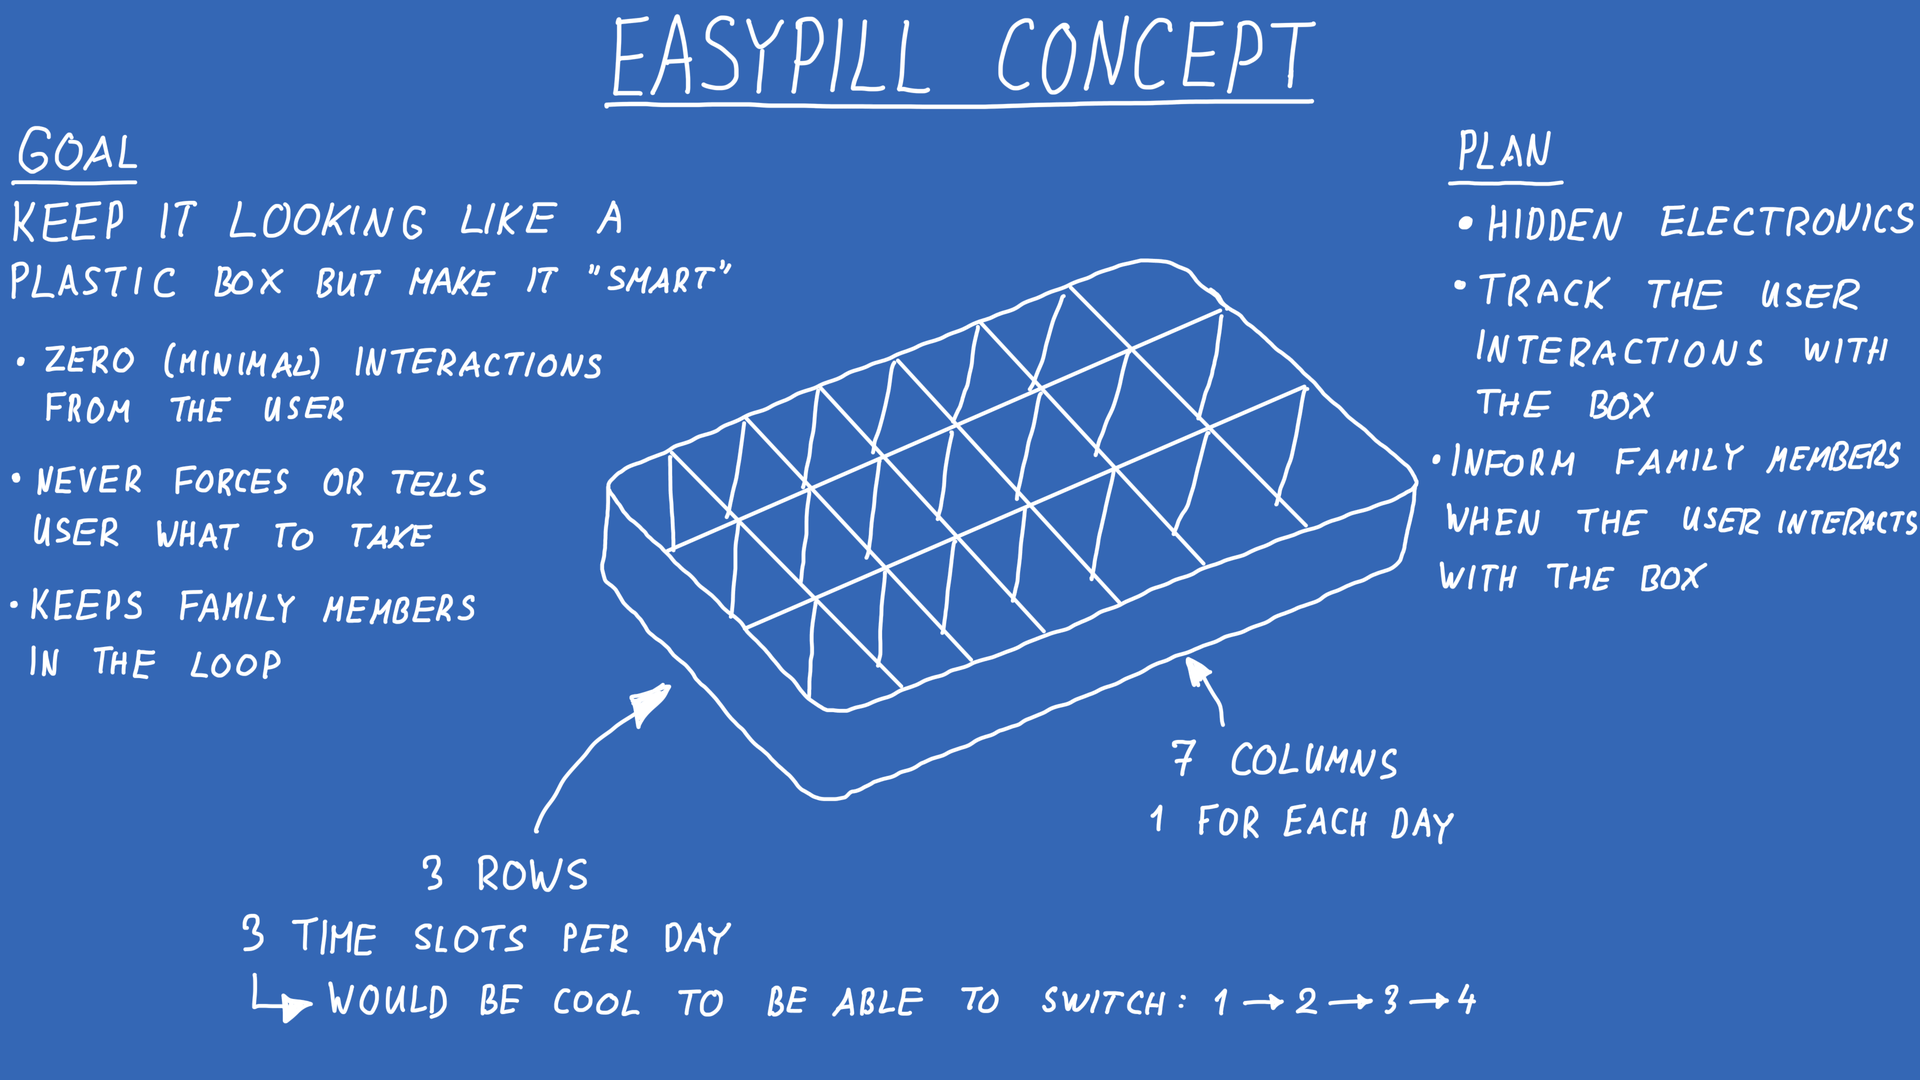 EASYPILL CONCEPT
GOAL
KEEP IT LOOKING LIKE A
PLASTIC BOX BUT MAKE IT "SMART"
• ZERO (MINIMAL) INTERACTIONS
FROM THE USER
• NEVER FORCES OR TELLS
USER WHAT TO TAKE
• KEEPS FAMILY MEMBERS
IN THE LOOP
PLAN
• HIDDEN ELECTRONICS
• TRACK THE USER
INTERACTIONS WITH
THE BOX
• INFORM FAMILY MEMBERS
WHEN THE USER INTERACTS
WITH THE BOX
7 COLUMNS
1 FOR EACH DAY
3 ROWS
3 TIME SLOTS PER DAY
↳ WOULD BE COOL TO BE ABLE TO SWITCH: 1 → 2 → 3 → 4